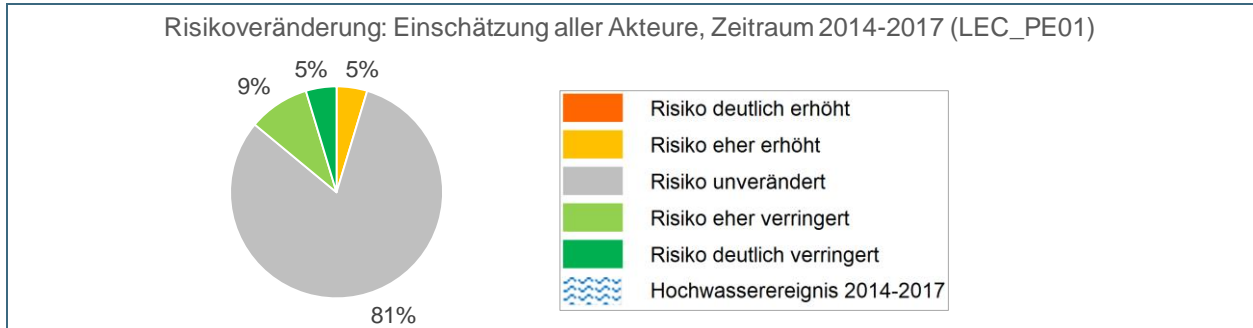 Risikoveränderung: Einschätzung aller Akteure, Zeitraum 2014-2017 (LEC_PE01)
5% 5%
9%
81%
Risiko deutlich erhöht
Risiko eher erhöht
Risiko unverändert
Risiko eher verringert
Risiko deutlich verringert
Hochwasserereignis 2014-2017